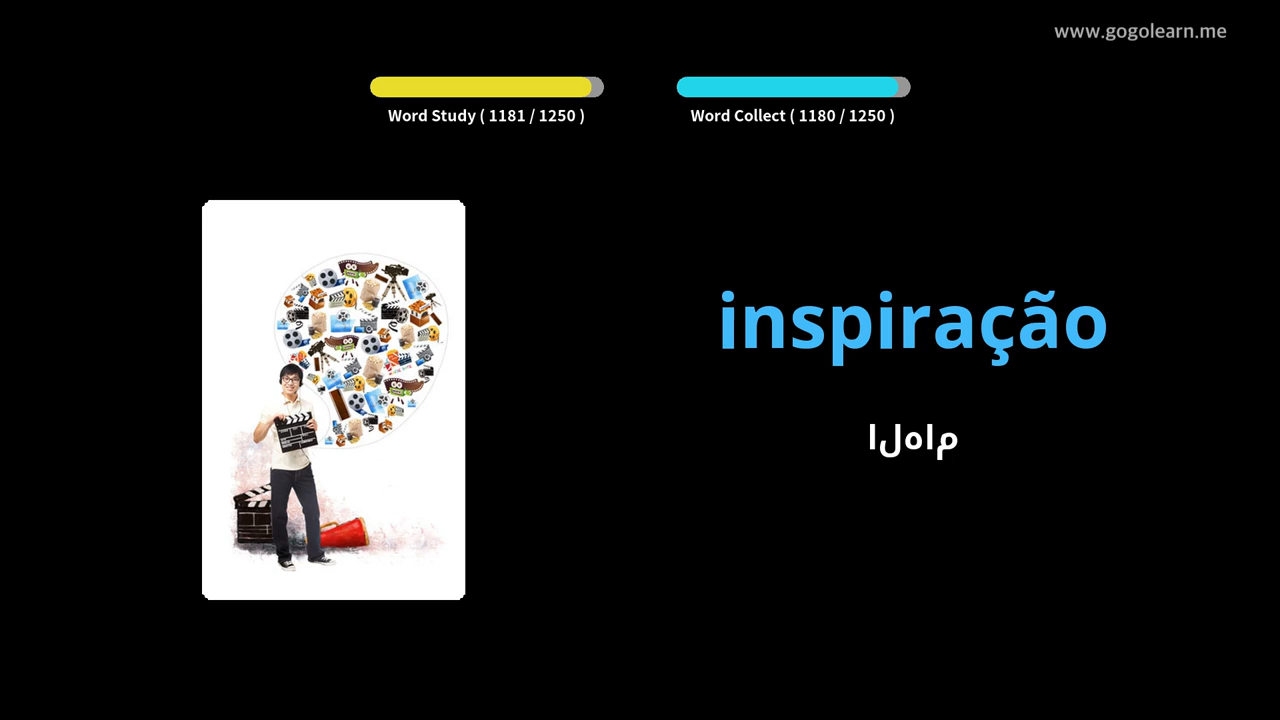 www.gogolearn.me
Word Study ( 1181 / 1250 )
Word Collect ( 1180 / 1250 )
inspiração
الهام